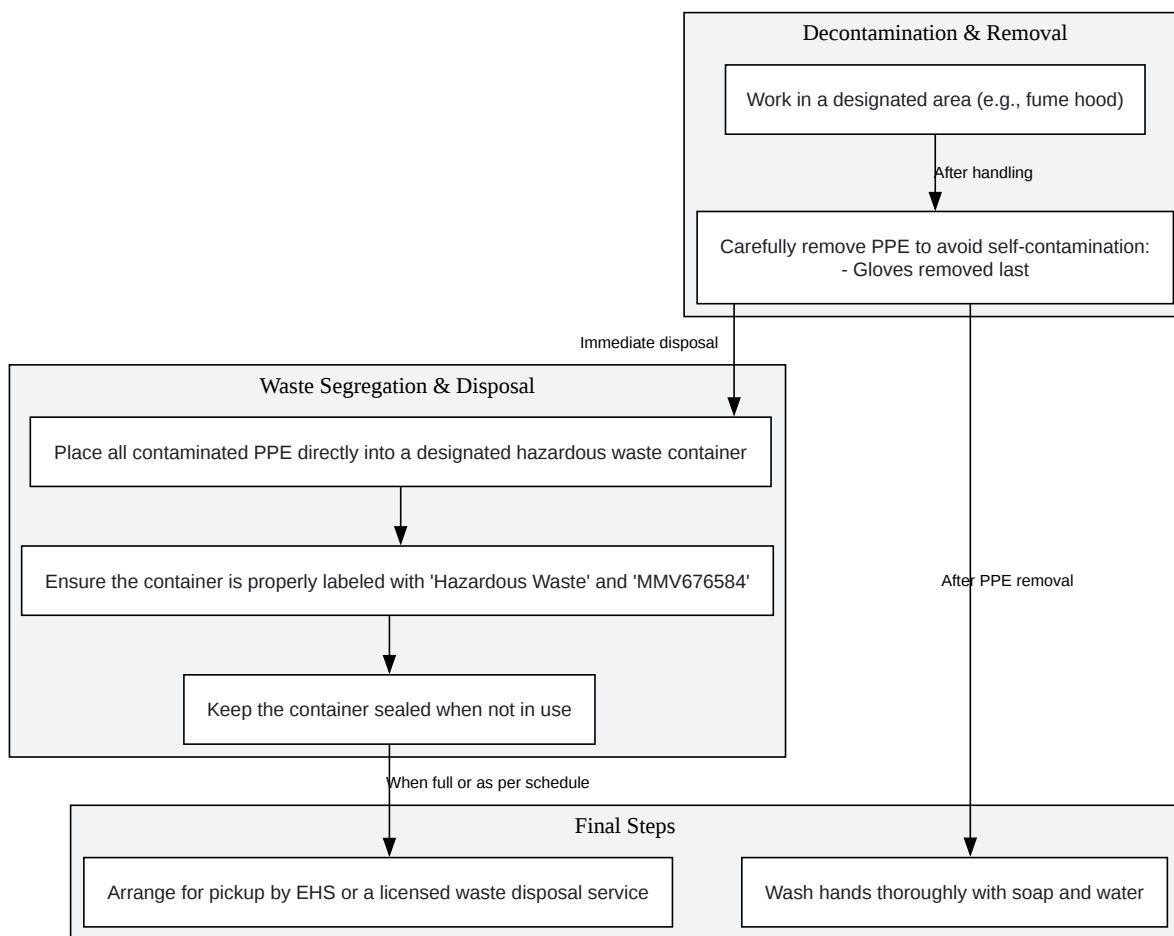 Decontamination & Removal
Work in a designated area (e.g., fume hood)
After handling
Carefully remove PPE to avoid self-contamination:
- Gloves removed last
Immediate disposal
Waste Segregation & Disposal
Place all contaminated PPE directly into a designated hazardous waste container
Ensure the container is properly labeled with 'Hazardous Waste' and 'MMV676584'
After PPE removal
Keep the container sealed when not in use
When full or as per schedule
Final Steps
Arrange for pickup by EHS or a licensed waste disposal service
Wash hands thoroughly with soap and water